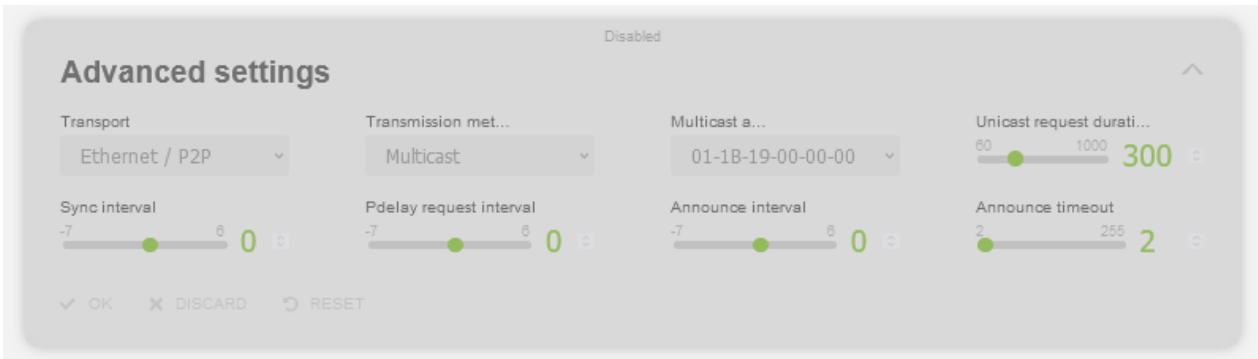 Disabled
Advanced settings
Transport Transmission met... Multicast a... Unicast request durati...
Ethernet / P2P Multicast 01-1B-19-00-00-00 60 1000 300
Sync interval Pdelay request interval Announce interval Announce timeout
-7 6 0 -7 6 0 -7 6 0 2 255 2
OK DISCARD RESET